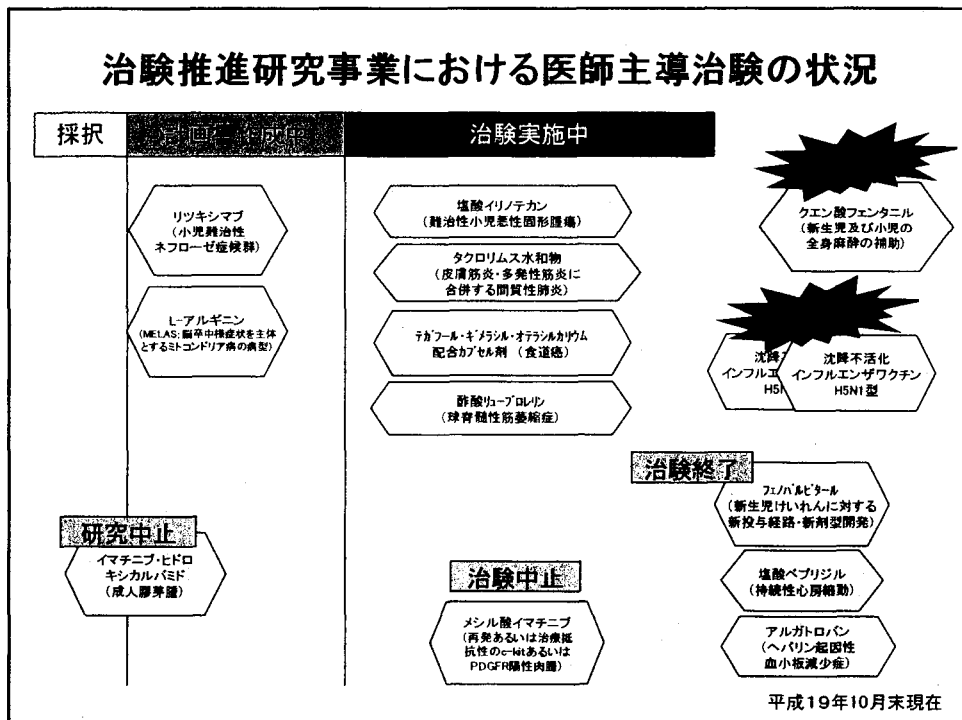 治験推進研究事業における医師主導治験の状況
採択
治験実施中
リツキシマブ
(小児難治性
ネフローゼ症候群)
L-アルギニン
(MELAS:脳卒中様症状を主体
とするミトコンドリア病の病型)
塩酸イリノテカン
(難治性小児悪性固形腫瘍)
タクロリムス水和物
(皮膚筋炎・多発性筋炎に
合併する間質性肺炎)
テガフール・ギメラシル・オテラシルカリウム
配合カプセル剤 (食道癌)
酢酸リュープロレリン
(球脊髄性筋萎縮症)
クエン酸フェンタニル
(新生児及び小児の
全身麻酔の補助)
沈降不活化
インフルエンザワクチン
H5N1型
治験終了
フェノバルビタール
(新生児けいれんに対する
新投与経路・新剤型開発)
塩酸ベプリジル
(持続性心房細動)
アルガトロバン
(ヘパリン起因性
血小板減少症)
研究中止
イマチニブ・ヒドロ
キシカルバミド
(成人膠芽腫)
治験中止
メシル酸イマチニブ
(再発あるいは治療抵
抗性のc-kitあるいは
PDGFR陽性肉腫)
平成19年10月末現在